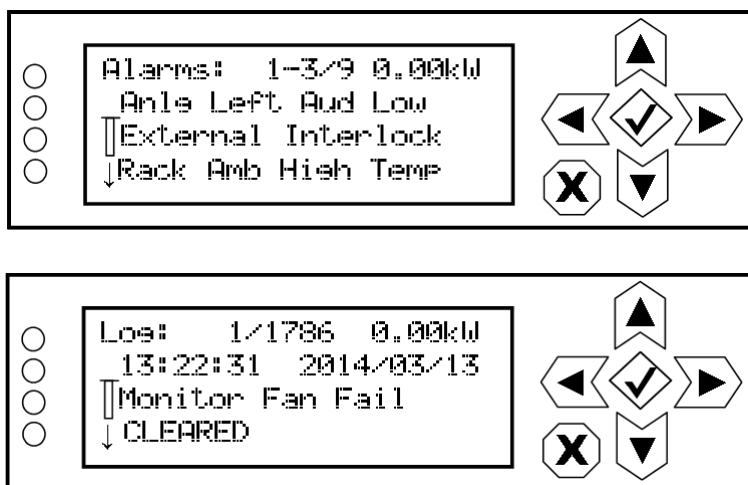 Alarms: 1-3/9 0.00kW
Anlg Left Aud Low
External Interlock
↓Rack Amb High Temp
X
Log: 1/1786 0.00kW
13:22:31 2014/03/13
Monitor Fan Fail
↓ CLEARED
X